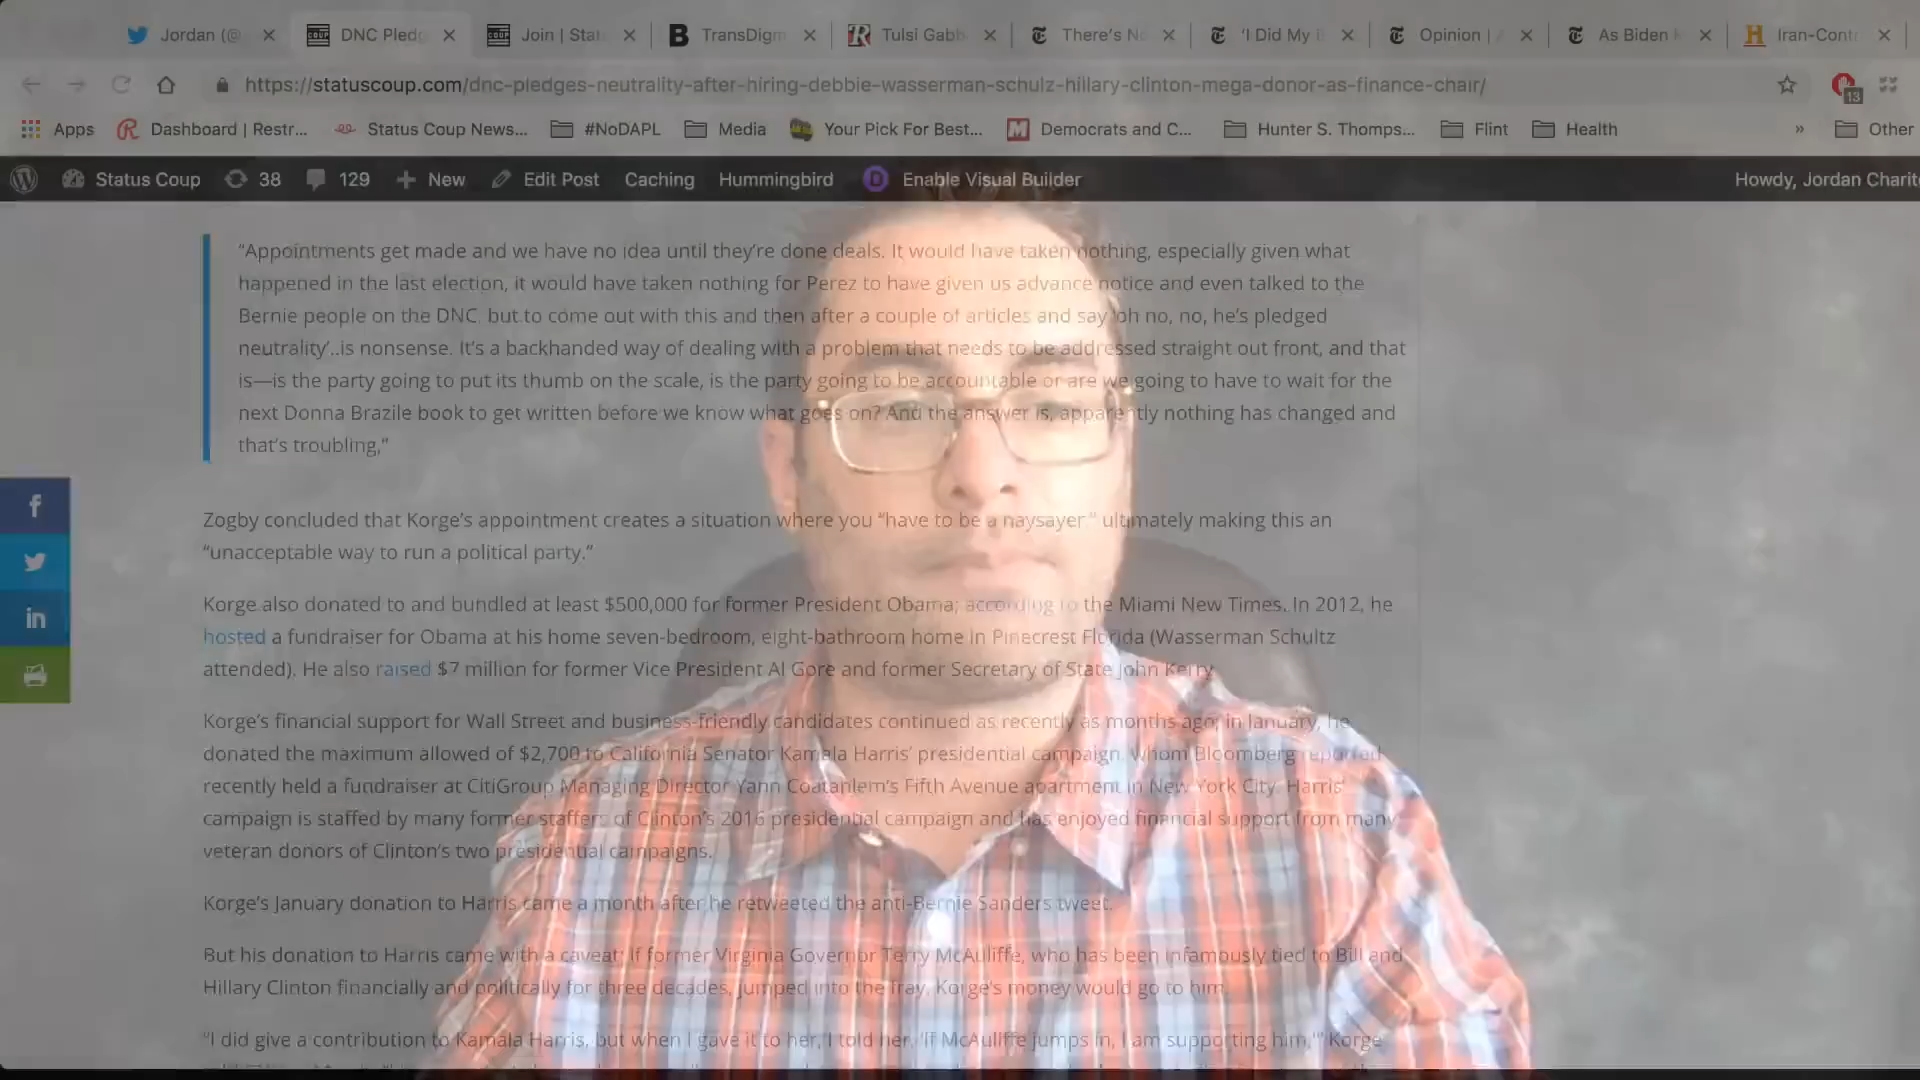 Jordan (@
DNC Pled
Join | Stat
TransDigm
Tulsi Gabb
There's No
'I Did My
Opinion |
As Biden
Iran-Contr
https://statuscoup.com/dnc-pledges-neutrality-after-hiring-debbie-wasserman-schulz-hillary-clinton-mega-donor-as-finance-chair/
13
Apps
Dashboard | Restr...
Status Coup News...
#NoDAPL
Media
Your Pick For Best...
Democrats and C...
Hunter S. Thomps...
Flint
Health
»
Other
Status Coup
38
129
New
Edit Post
Caching
Hummingbird
Enable Visual Builder
Howdy, Jordan Charit
"Appointments get made and we have no idea until they're done deals. It would have taken nothing, especially given what
happened in the last election, it would have taken nothing for Perez to have given us advance notice and even talked to the
Bernie people on the DNC, but to come out with this and then after a couple of articles and say 'oh no, no, he's pledged
neutrality'..is nonsense. It's a backhanded way of dealing with a problem that needs to be addressed straight out front, and that
is—is the party going to put its thumb on the scale, is the party going to be accountable or are we going to have to wait for the
next Donna Brazile book to get written before we know what goes on? And the answer is, apparently nothing has changed and
that's troubling,"
Zogby concluded that Korge's appointment creates a situation where you "have to be a naysayer" ultimately making this an
"unacceptable way to run a political party."
Korge also donated to and bundled at least $500,000 for former President Obama, according to the Miami New Times. In 2012, he
hosted a fundraiser for Obama at his home seven-bedroom, eight-bathroom home in Pinecrest Florida (Wasserman Schultz
attended). He also raised $7 million for former Vice President Al Gore and former Secretary of State John Kerry.
Korge's financial support for Wall Street and business-friendly candidates continued as recently as months ago; in January, he
donated the maximum allowed of $2,700 to California Senator Kamala Harris' presidential campaign, whom Bloomberg reported
recently held a fundraiser at CitiGroup Managing Director Yann Coatanlem's Fifth Avenue apartment in New York City. Harris'
campaign is staffed by many former staffers of Clinton's 2016 presidential campaign and has enjoyed financial support from many
veteran donors of Clinton's two presidential campaigns.
Korge's January donation to Harris came a month after he retweeted the anti-Bernie Sanders tweet.
But his donation to Harris came with a caveat: If former Virginia Governor Terry McAuliffe, who has been infamously tied to Bill and
Hillary Clinton financially and politically for three decades, jumped into the fray, Korge's money would go to him.
"I did give a contribution to Kamala Harris, but when I gave it to her, I told her, 'If McAuliffe jumps in, I am supporting him,'" Korge